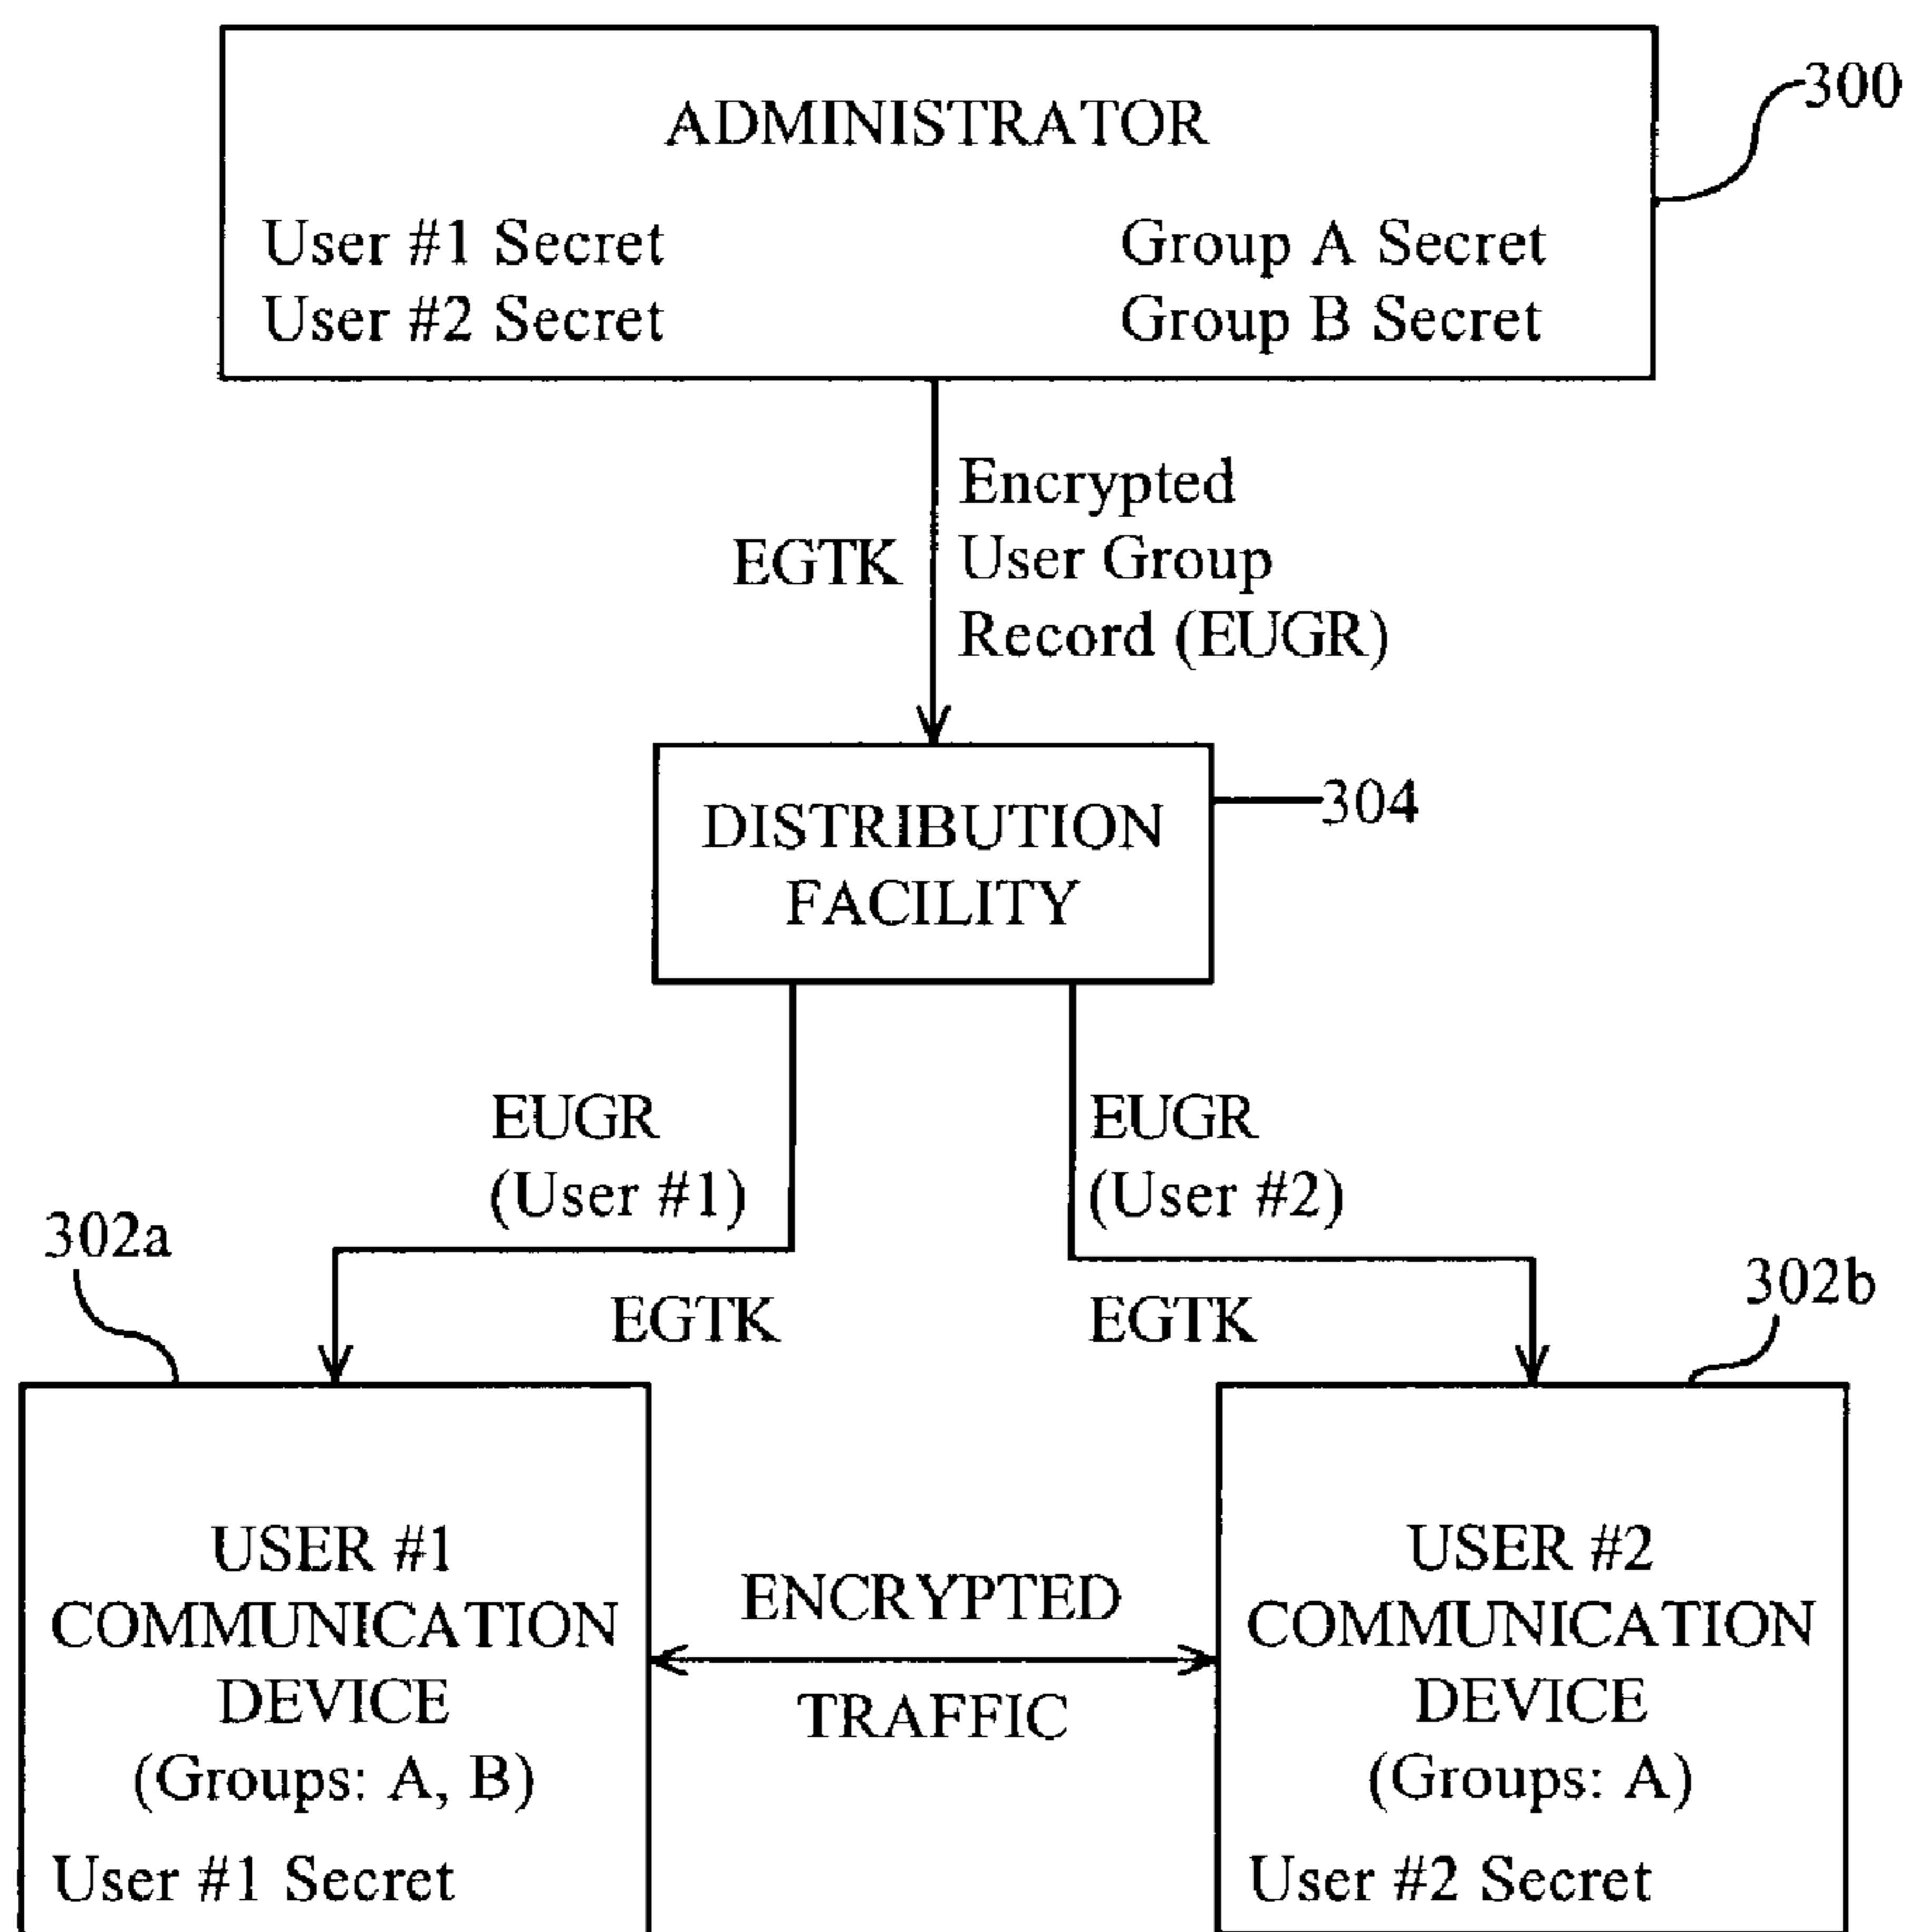 ADMINISTRATOR
300
User #1 Secret
Group A Secret
User #2 Secret
Group B Secret
Encrypted
EGTK
User Group
Record (EUGR)
DISTRIBUTION
304
FACILITY
EUGR
(User #1)
EUGR
(User #2)
302a
302b
EGTK
EGTK
USER #1
COMMUNICATION
DEVICE
(Groups: A, B)
User #1 Secret
ENCRYPTED
TRAFFIC
USER #2
COMMUNICATION
DEVICE
(Groups: A)
User #2 Secret